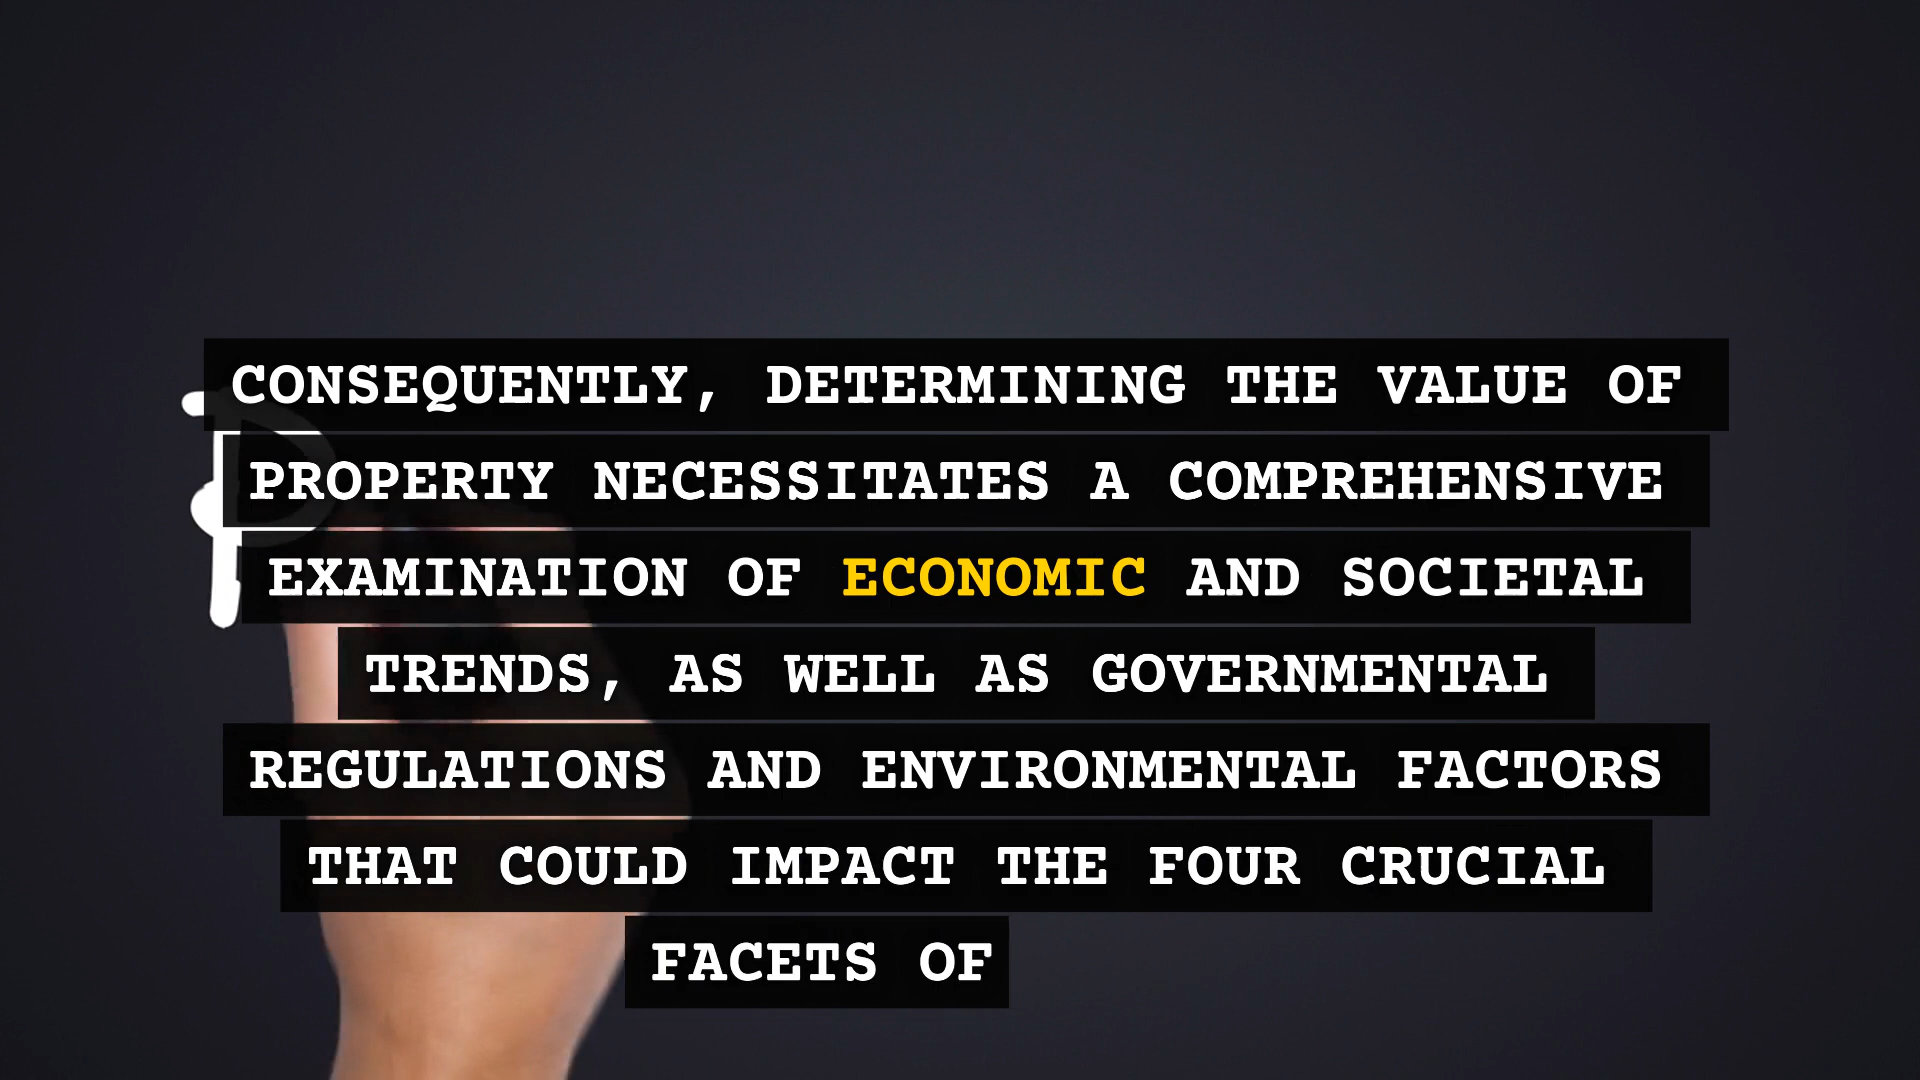 CONSEQUENTLY, DETERMINING THE VALUE OF
PROPERTY NECESSITATES A COMPREHENSIVE
EXAMINATION OF ECONOMIC AND SOCIETAL
TRENDS, AS WELL AS GOVERNMENTAL
REGULATIONS AND ENVIRONMENTAL FACTORS
THAT COULD IMPACT THE FOUR CRUCIAL
FACETS OF
P